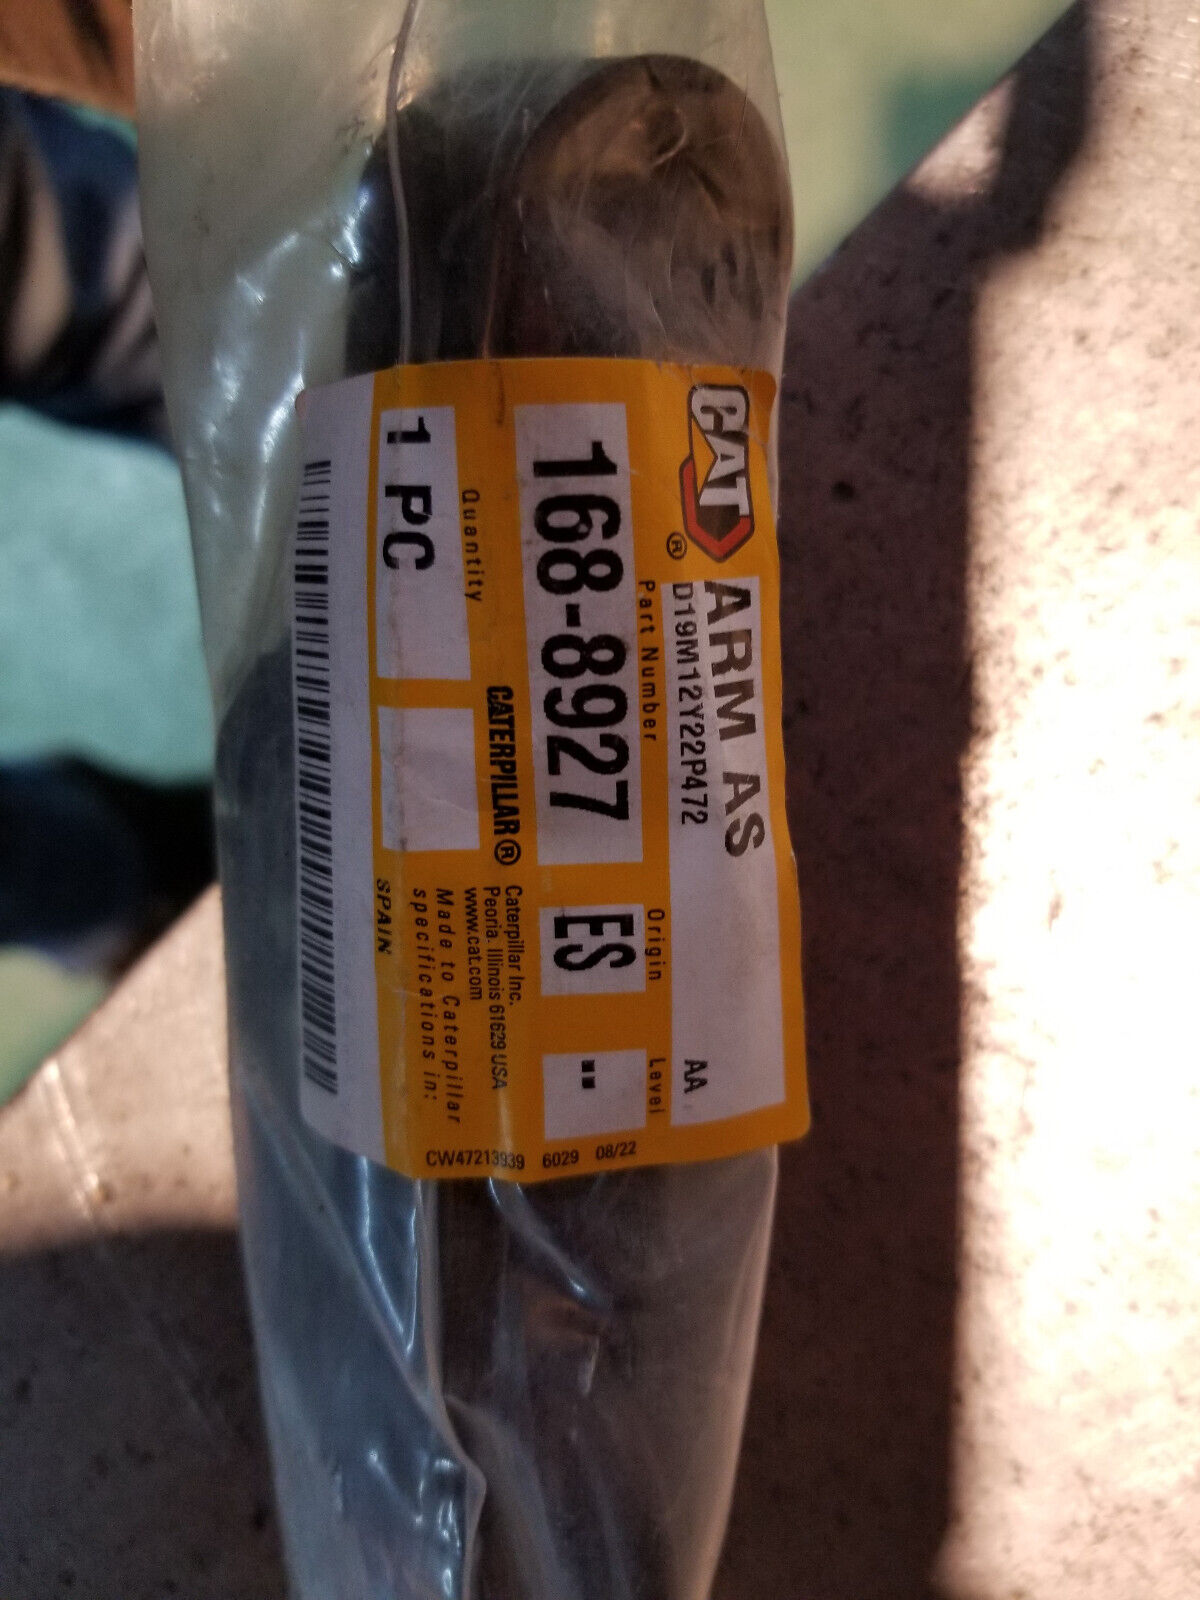 CAT®
ARM AS
D19M12Y22P472
AA
Part Number
Origin
Level
168-8927
ES
--
Quantity
1 PC
CATERPILLAR®
Caterpillar Inc.
Peoria. Illinois 61629 USA
www.cat.com
Made to Caterpillar
specifications in:
SPAIN
CW47213939 6029 08/22